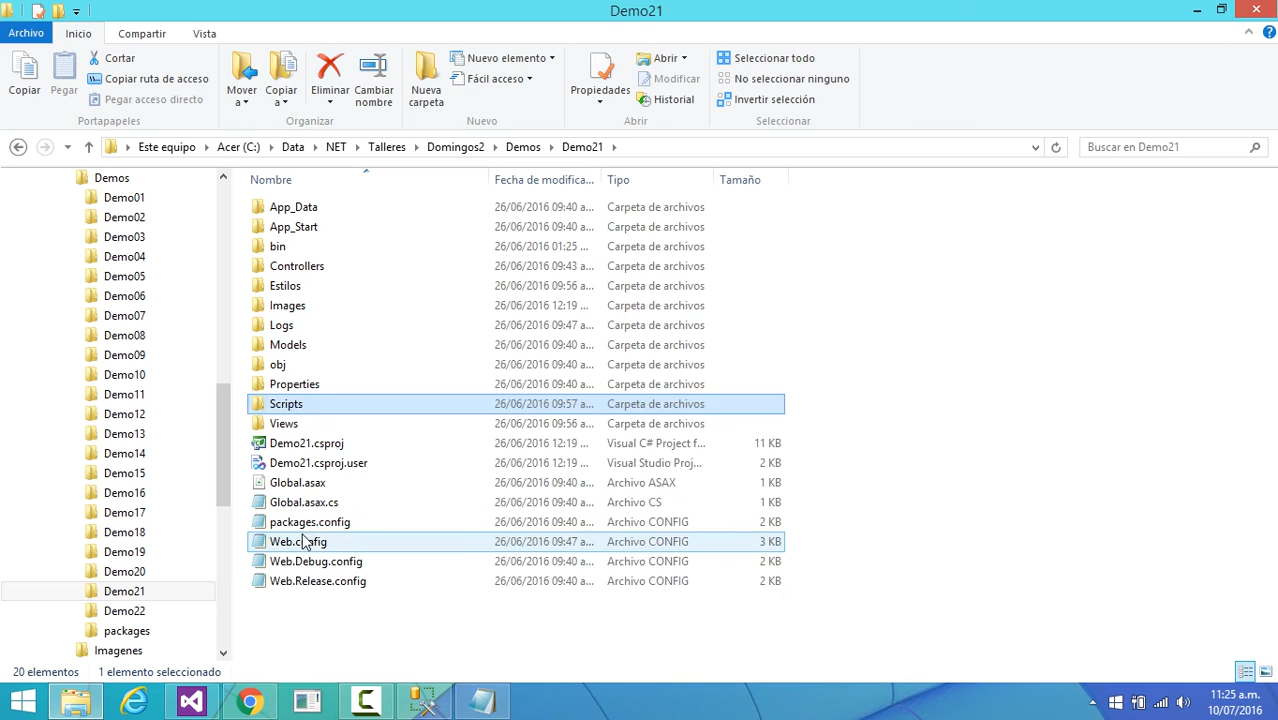 Demo21
Archivo Inicio Compartir Vista
Copiar
Pegar
Cortar
Copiar ruta de acceso
Pegar acceso directo
Portapapeles
Mover a
Copiar a
Eliminar
Cambiar nombre
Organizar
Nueva carpeta
Nuevo elemento
Fácil acceso
Nuevo
Propiedades
Abrir
Modificar
Historial
Abrir
Seleccionar todo
No seleccionar ninguno
Invertir selección
Seleccionar
Este equipo Acer (C:) Data NET Talleres Domingos2 Demos Demo21
Buscar en Demo21
Demos
Demo01
Demo02
Demo03
Demo04
Demo05
Demo06
Demo07
Demo08
Demo09
Demo10
Demo11
Demo12
Demo13
Demo14
Demo15
Demo16
Demo17
Demo18
Demo19
Demo20
Demo21
Demo22
packages
Imagenes
Nombre Fecha de modifica... Tipo Tamaño
App_Data 26/06/2016 09:40 a... Carpeta de archivos
App_Start 26/06/2016 09:40 a... Carpeta de archivos
bin 26/06/2016 01:25 ... Carpeta de archivos
Controllers 26/06/2016 09:43 a... Carpeta de archivos
Estilos 26/06/2016 09:56 a... Carpeta de archivos
Images 26/06/2016 12:19 ... Carpeta de archivos
Logs 26/06/2016 09:47 a... Carpeta de archivos
Models 26/06/2016 09:40 a... Carpeta de archivos
obj 26/06/2016 09:40 a... Carpeta de archivos
Properties 26/06/2016 09:40 a... Carpeta de archivos
Scripts 26/06/2016 09:57 a... Carpeta de archivos
Views 26/06/2016 09:56 a... Carpeta de archivos
Demo21.csproj 26/06/2016 12:19 ... Visual C# Project f... 11 KB
Demo21.csproj.user 26/06/2016 12:19 ... Visual Studio Proj... 2 KB
Global.asax 26/06/2016 09:40 a... Archivo ASAX 1 KB
Global.asax.cs 26/06/2016 09:40 a... Archivo CS 1 KB
packages.config 26/06/2016 09:40 a... Archivo CONFIG 2 KB
Web.config 26/06/2016 09:47 a... Archivo CONFIG 3 KB
Web.Debug.config 26/06/2016 09:40 a... Archivo CONFIG 2 KB
Web.Release.config 26/06/2016 09:40 a... Archivo CONFIG 2 KB
20 elementos 1 elemento seleccionado
11:25 a.m.
10/07/2016